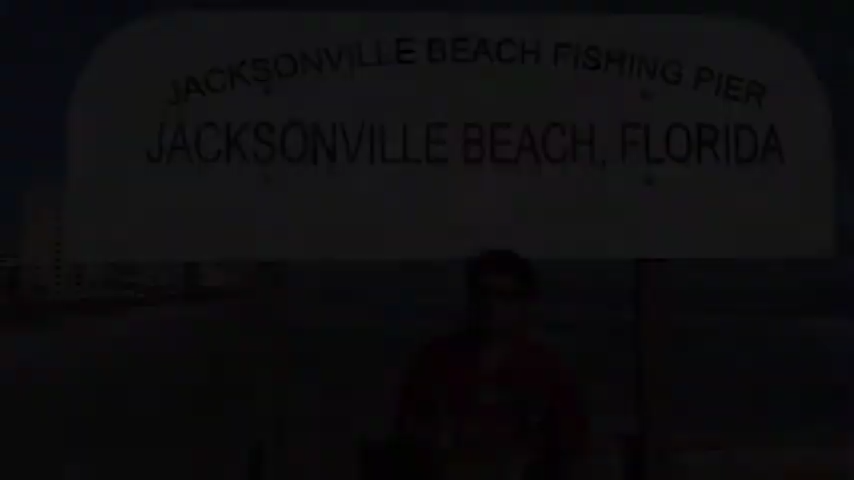 JACKSONVILLE BEACH FISHING PIER
JACKSONVILLE BEACH, FLORIDA